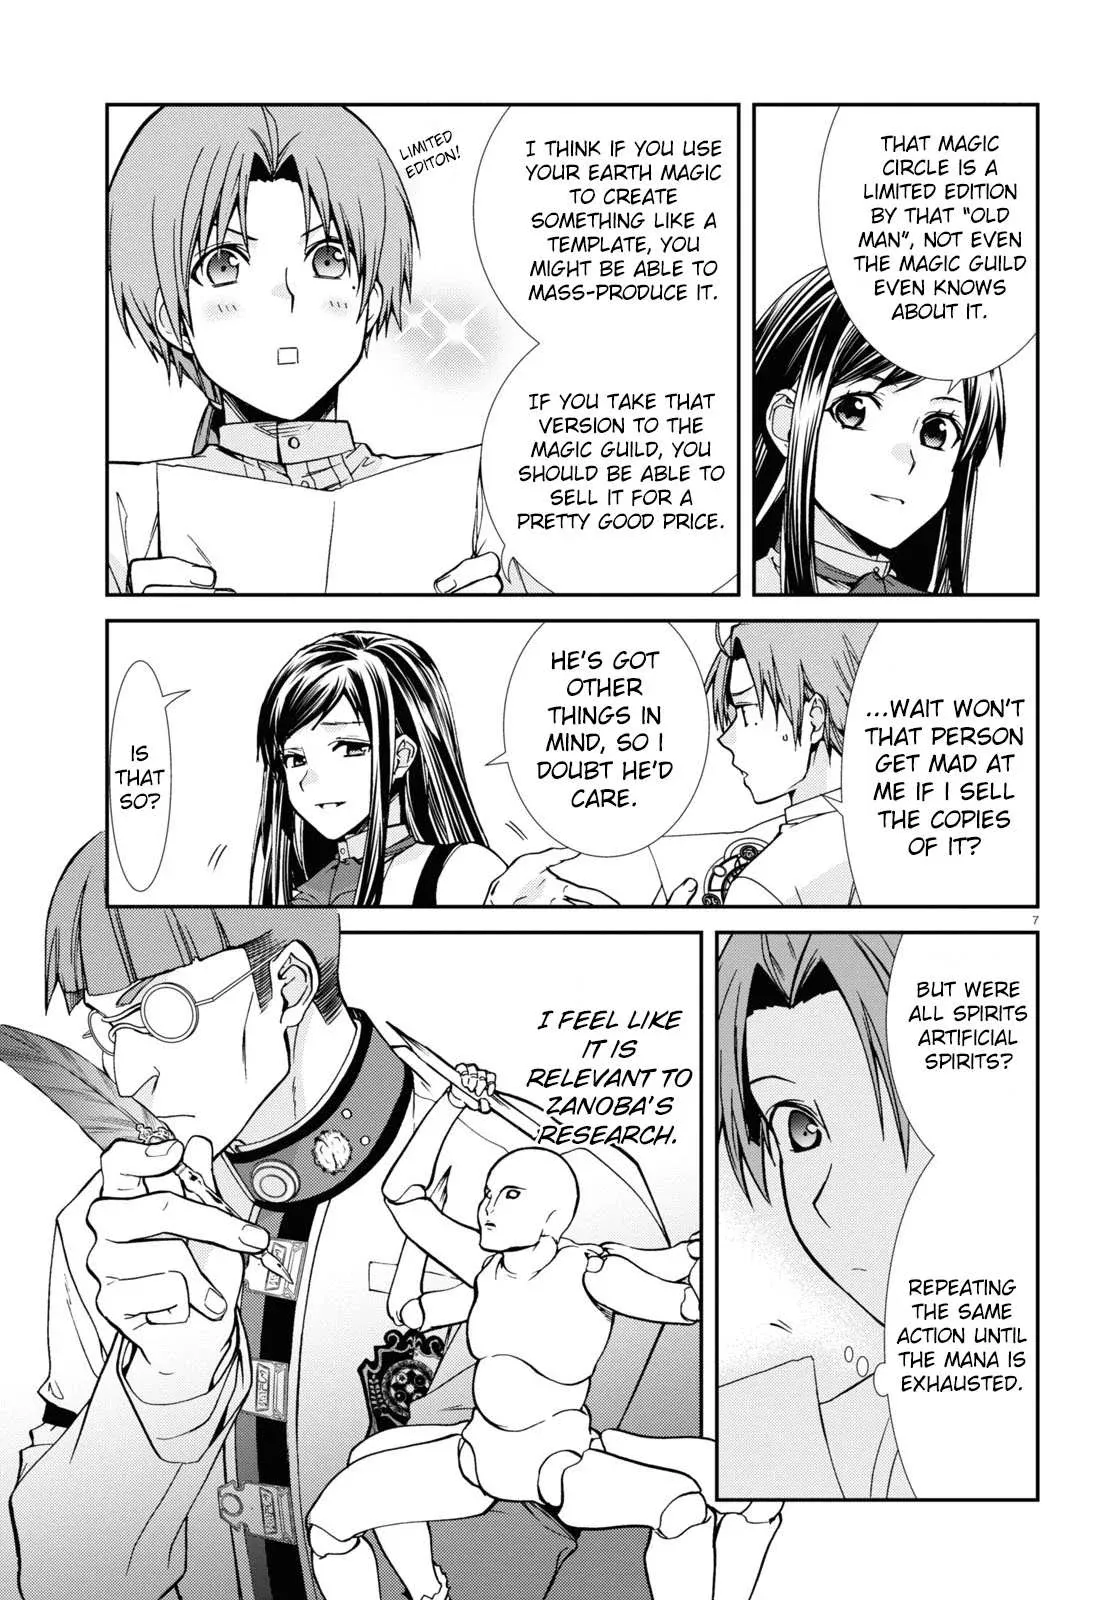 THAT MAGIC
CIRCLE IS A
LIMITED EDITION
BY THAT "OLD
MAN", NOT EVEN
THE MAGIC GUILD
EVEN KNOWS
ABOUT IT.
I THINK IF YOU USE
YOUR EARTH MAGIC
TO CREATE
SOMETHING LIKE A
TEMPLATE, YOU
MIGHT BE ABLE TO
MASS-PRODUCE IT.
IF YOU TAKE THAT
VERSION TO THE
MAGIC GUILD, YOU
SHOULD BE ABLE TO
SELL IT FOR A
PRETTY GOOD PRICE.
LIMITED
EDITON!
...WAIT WON'T
THAT PERSON
GET MAD AT
ME IF I SELL
THE COPIES
OF IT?
HE'S GOT
OTHER
THINGS IN
MIND, SO I
DOUBT HE'D
CARE.
IS
THAT
SO?
7
BUT WERE
ALL SPIRITS
ARTIFICIAL
SPIRITS?
REPEATING
THE SAME
ACTION UNTIL
THE MANA IS
EXHAUSTED.
I FEEL LIKE
IT IS
RELEVANT TO
ZANOBA'S
RESEARCH.